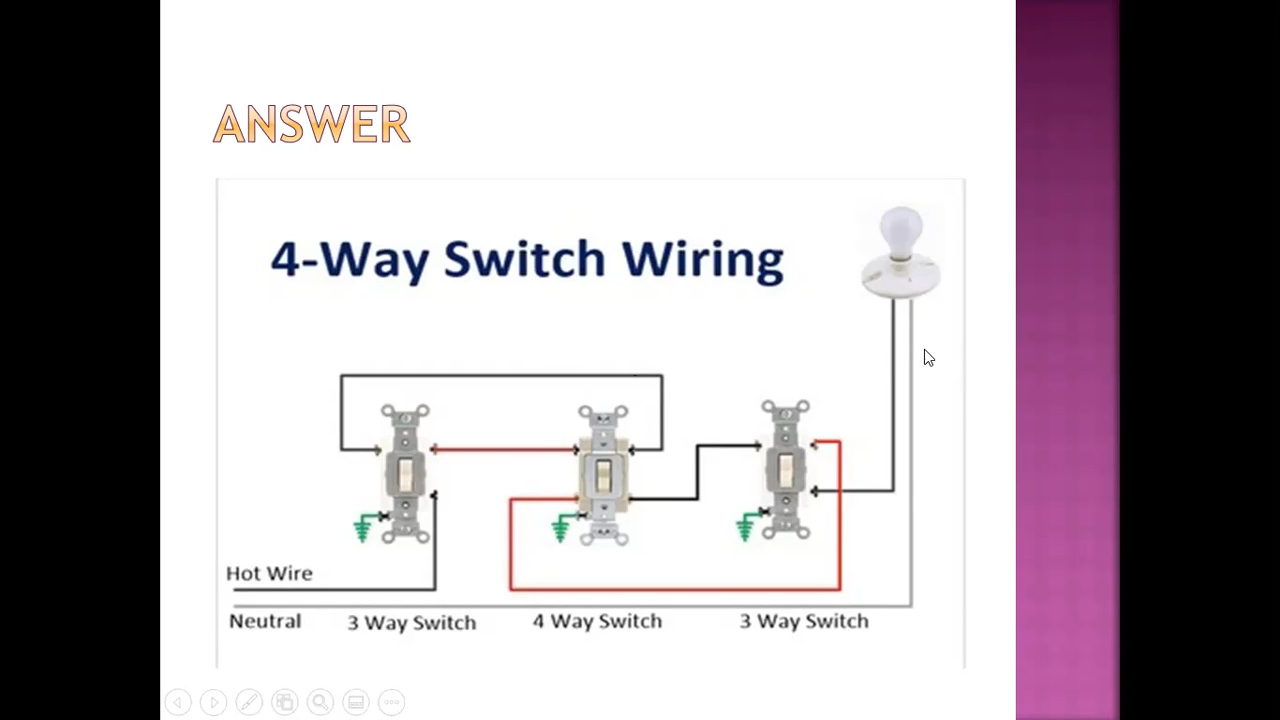 ANSWER
4-Way Switch Wiring
Hot Wire
Neutral
3 Way Switch
4 Way Switch
3 Way Switch